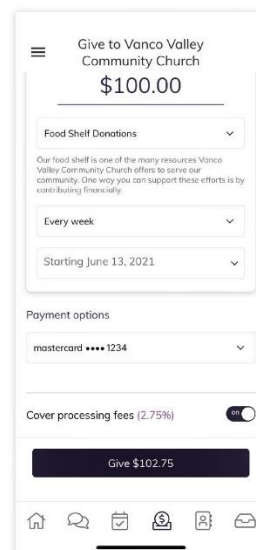 Give to Vanco Valley
Community Church
$100.00
Food Shelf Donations
Our food shelf is one of the many resources Vanco
Valley Community Church offers to serve our
community. One way you can support these efforts is by
contributing financially.
Every week
Starting June 13, 2021
Payment options
mastercard •••• 1234
Cover processing fees (2.75%)
on
Give $102.75